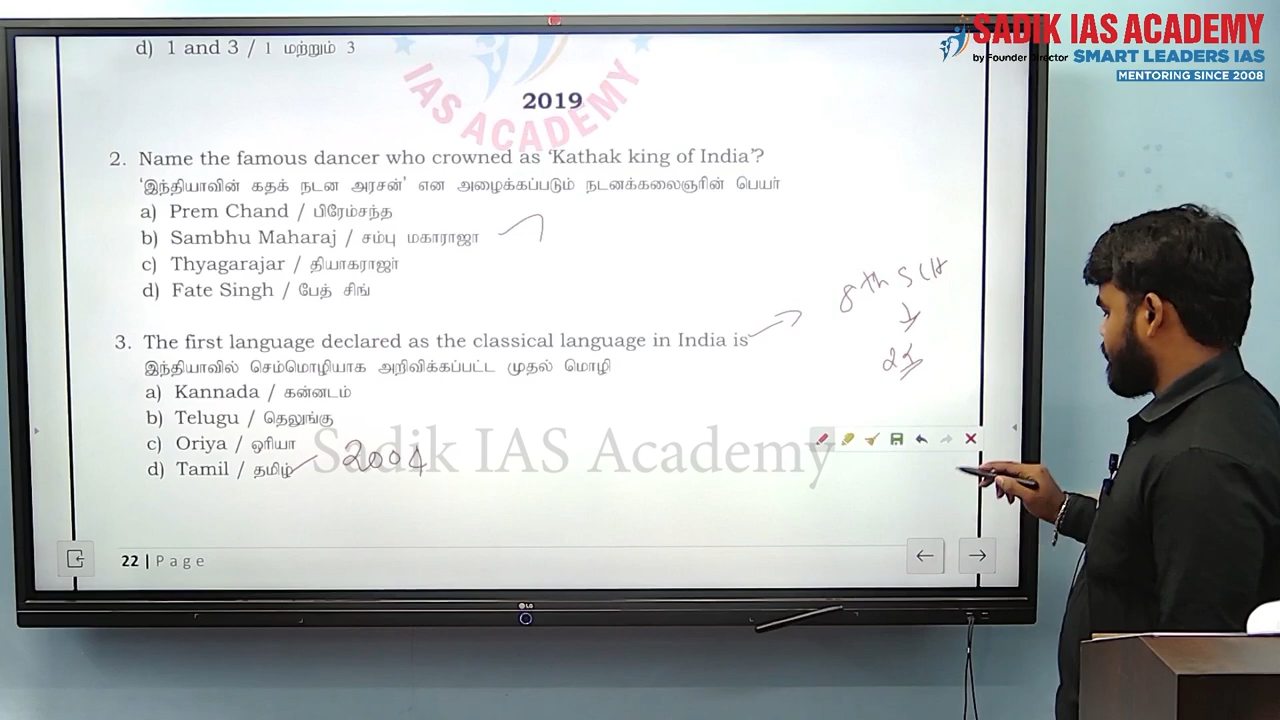 SADIK IAS ACADEMY
by Founder Director SMART LEADERS IAS
MENTORING SINCE 2008
d) 1 and 3 / 1 மற்றும் 3
IAS ACADEMY
2019
2. Name the famous dancer who crowned as ‘Kathak king of India’?
‘இந்தியாவின் கதக் நடன அரசன்’ என அழைக்கப்படும் நடனக்கலைஞரின் பெயர்
a) Prem Chand / பிரேம்சந்த
b) Sambhu Maharaj / சம்பு மகாராஜா
c) Thyagarajar / தியாகராஜர்
d) Fate Singh / பேத் சிங்
8th SCH
22
3. The first language declared as the classical language in India is
இந்தியாவில் செம்மொழியாக அறிவிக்கப்பட்ட முதல் மொழி
a) Kannada / கன்னடம்
b) Telugu / தெலுங்கு
c) Oriya / ஒரியா
d) Tamil / தமிழ் 2004
Sadik IAS Academy
22 | Page
LG